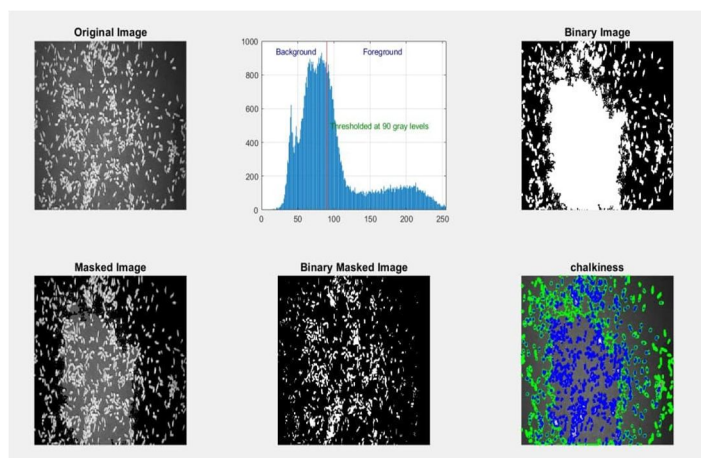 Original Image
Binary Image
1000
800
600
400
200
0
Background
Foreground
Thresholded at 90 gray levels
0 50 100 150 200 250
Masked Image
Binary Masked Image
chalkiness